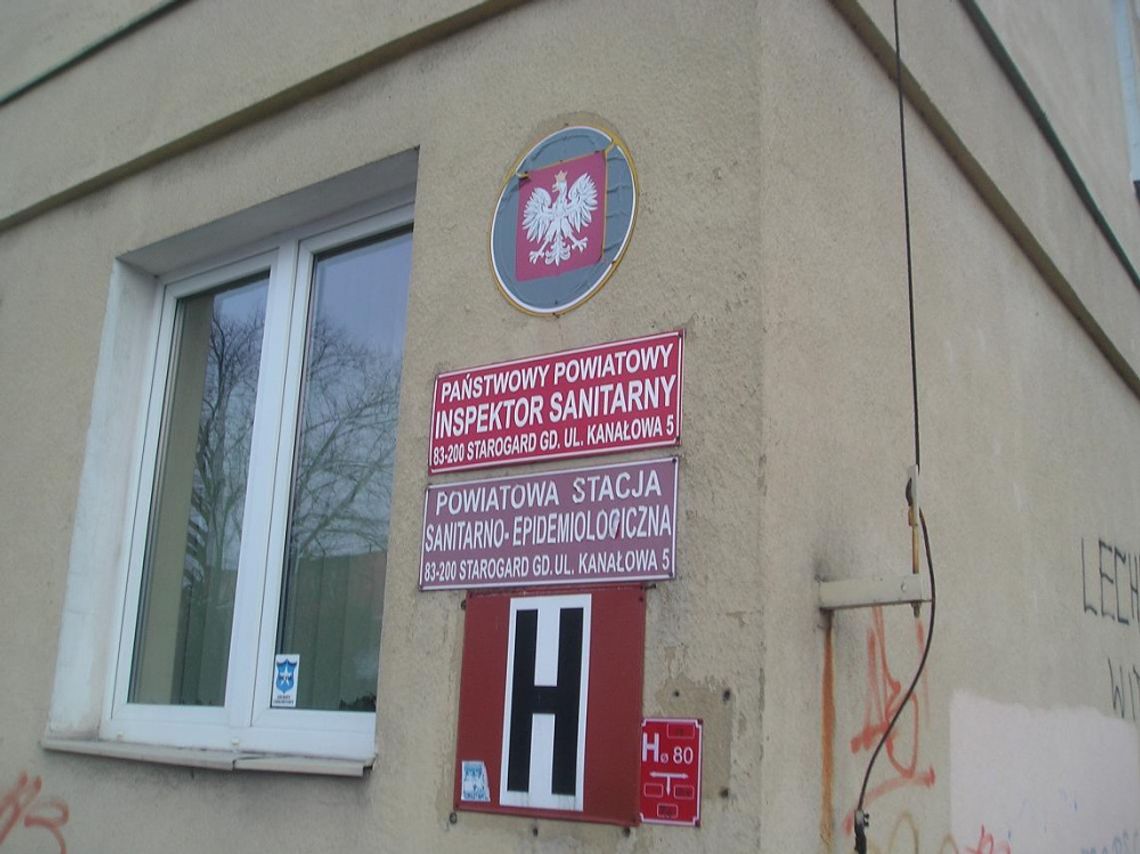 PAŃSTWOWY POWIATOWY
INSPEKTOR SANITARNY
83-200 STAROGARD GD. UL. KANAŁOWA 5
POWIATOWA STACJA
SANITARNO-EPIDEMIOLOGICZNA
83-200 STAROGARD GD. UL. KANAŁOWA 5
H
H ø 80
LECH